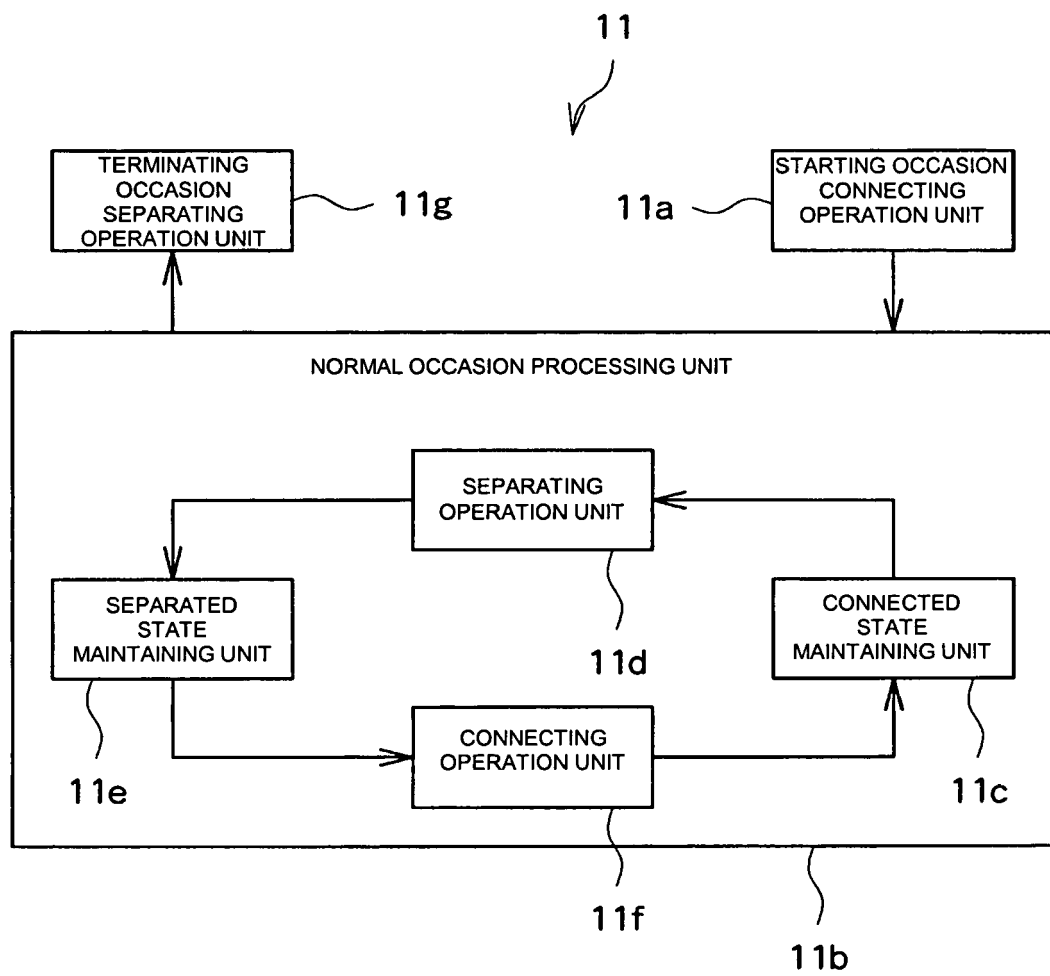 11
TERMINATING
OCCASION
SEPARATING
OPERATION UNIT
11g
11a
STARTING OCCASION
CONNECTING
OPERATION UNIT
NORMAL OCCASION PROCESSING UNIT
SEPARATING
OPERATION UNIT
11d
SEPARATED
STATE
MAINTAINING UNIT
11e
CONNECTED
STATE
MAINTAINING UNIT
11c
CONNECTING
OPERATION UNIT
11f
11b